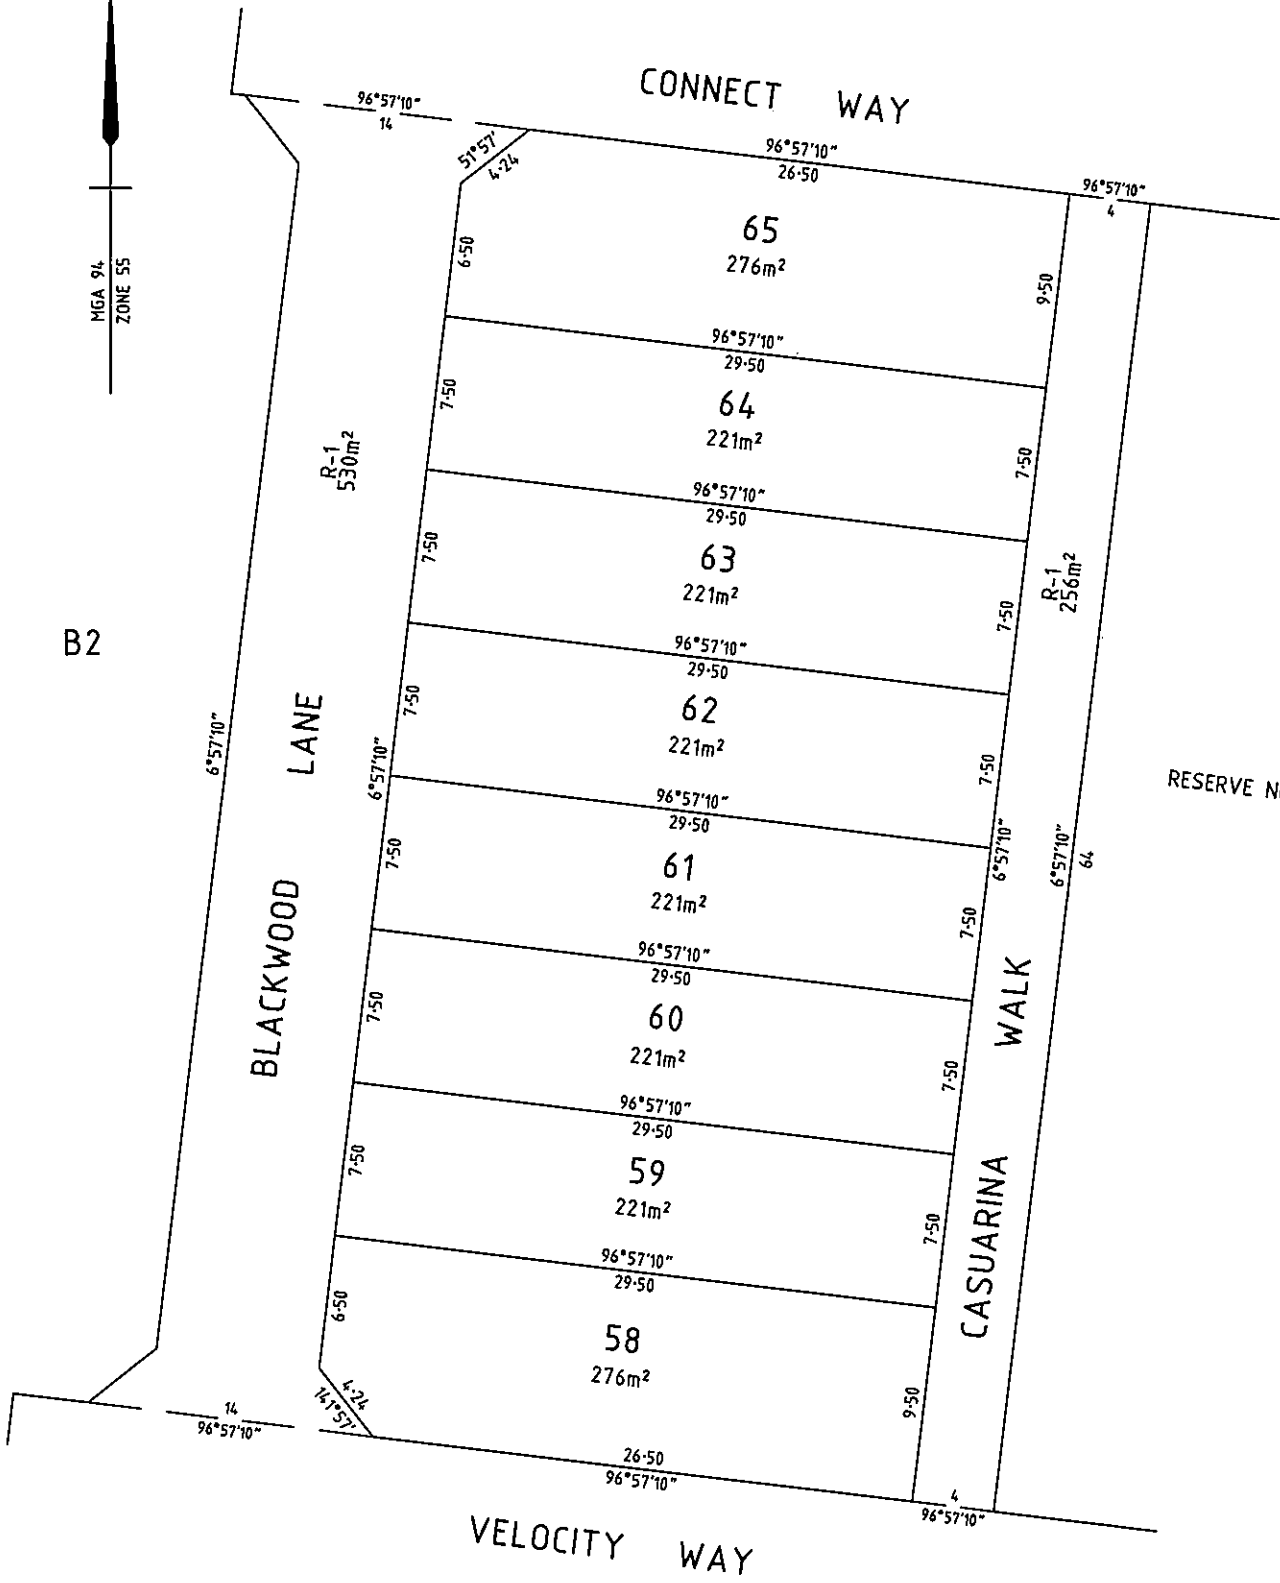 CONNECT WAY
96°57'10"
14
51°57'
4·24
96°57'10"
26·50
96°57'10"
4
MGA 94
ZONE 55
65
276m²
6·50
9·50
96°57'10"
29·50
64
221m²
7·50
7·50
R-1
530m²
96°57'10"
29·50
63
221m²
7·50
7·50
R-1
256m²
B2
96°57'10"
29·50
62
221m²
7·50
7·50
6°57'10"
BLACKWOOD LANE
6°57'10"
96°57'10"
29·50
RESERVE
61
221m²
7·50
7·50
6°57'10"
6°57'10"
64
96°57'10"
29·50
60
221m²
7·50
7·50
CASUARINA WALK
96°57'10"
29·50
59
221m²
7·50
7·50
96°57'10"
29·50
58
276m²
6·50
9·50
4·24
141°57'
14
96°57'10"
26·50
96°57'10"
4
96°57'10"
VELOCITY WAY